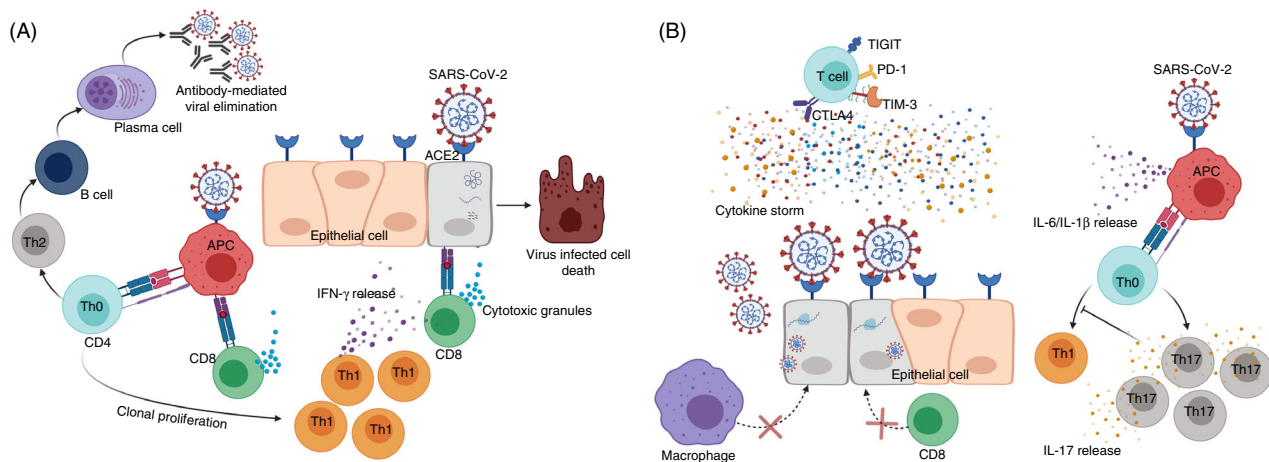 (A)
Antibody-mediated
viral elimination
Plasma cell
B cell
Th2
Th0
CD4
APC
CD8
Clonal proliferation
SARS-CoV-2
ACE2
Epithelial cell
Virus infected cell
death
IFN-γ release
Cytotoxic granules
CD8
Th1
Th1
Th1
Th1
(B)
TIGIT
T cell
PD-1
TIM-3
CTLA4
Cytokine storm
Epithelial cell
Macrophage
CD8
SARS-CoV-2
APC
IL-6/IL-1β release
Th0
Th1
Th17
Th17
Th17
Th17
IL-17 release